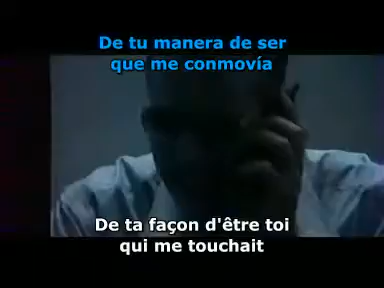 De tu manera de ser
que me conmovía
De ta façon d'être toi
qui me touchait